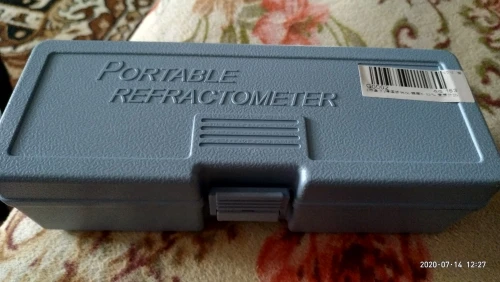 PORTABLE
REFRACTOMETER
2020-07-14 12:27